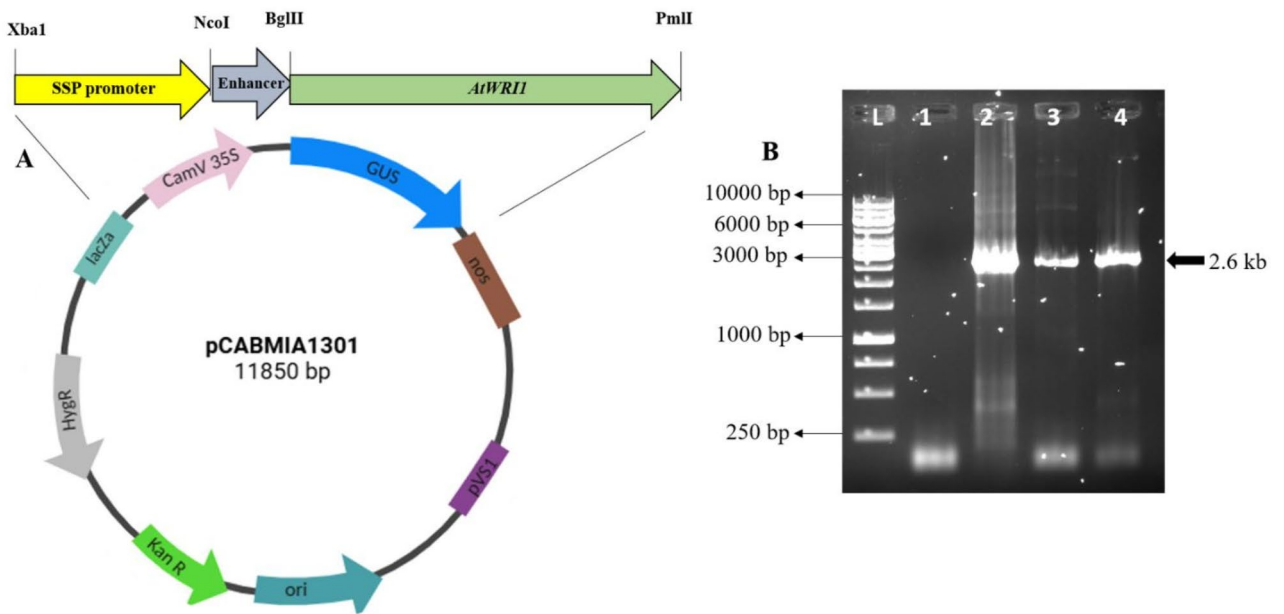 Xba1
NcoI
BglII
PmlI
SSP promoter
Enhancer
AtWRI1
A
CamV 35S
GUS
lacZa
nos
pCABMIA1301
11850 bp
HygR
pVS1
Kan R
ori
B
L 1 2 3 4
10000 bp
6000 bp
3000 bp
2.6 kb
1000 bp
250 bp